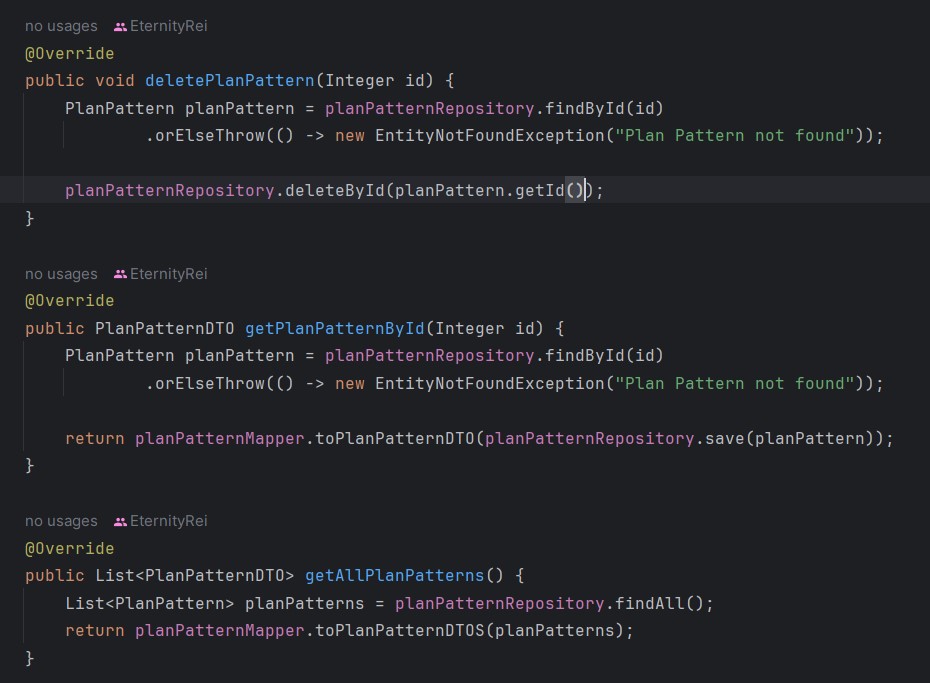 no usages EternityRei
@Override
public void deletePlanPattern(Integer id) {
PlanPattern planPattern = planPatternRepository.findById(id)
.orElseThrow(() -> new EntityNotFoundException("Plan Pattern not found"));
planPatternRepository.deleteById(planPattern.getId());
}
no usages EternityRei
@Override
public PlanPatternDTO getPlanPatternById(Integer id) {
PlanPattern planPattern = planPatternRepository.findById(id)
.orElseThrow(() -> new EntityNotFoundException("Plan Pattern not found"));
return planPatternMapper.toPlanPatternDTO(planPatternRepository.save(planPattern));
}
no usages EternityRei
@Override
public List<PlanPatternDTO> getAllPlanPatterns() {
List<PlanPattern> planPatterns = planPatternRepository.findAll();
return planPatternMapper.toPlanPatternDTOS(planPatterns);
}